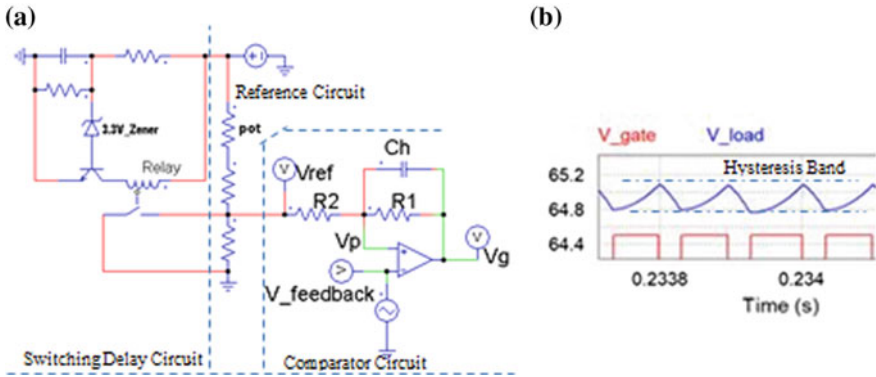 (a)
(b)
Reference Circuit
3.3V_Zener
pot
Relay
Ch
V
Vref
R2
R1
Vp
V
Vg
V
V_feedback
Switching Delay Circuit
Comparator Circuit
V_gate
V_load
Hysteresis Band
65.2
64.8
64.4
0.2338
0.234
Time (s)